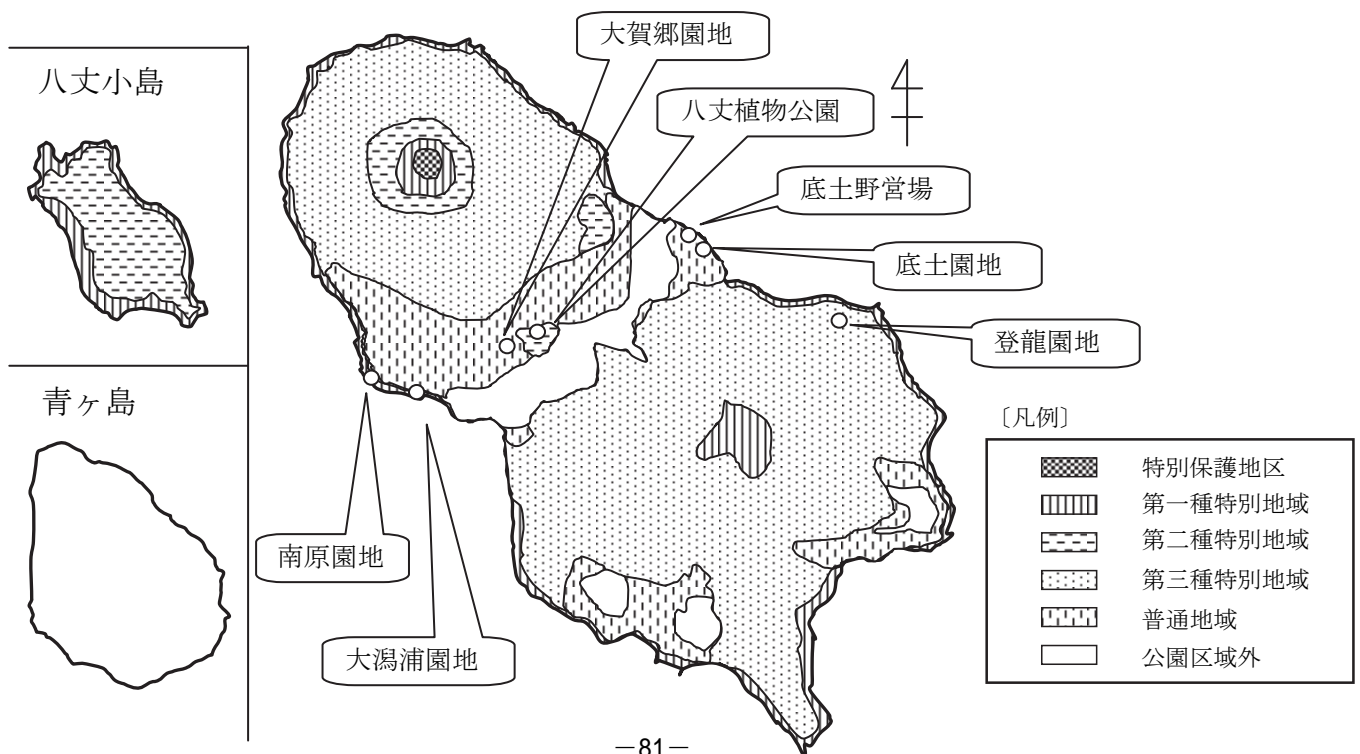 八丈小島
青ヶ島
大賀郷園地
八丈植物公園
底土野営場
底土園地
登龍園地
南原園地
大潟浦園地
〔凡例〕
特別保護地区
第一種特別地域
第二種特別地域
第三種特別地域
普通地域
公園区域外
－81－